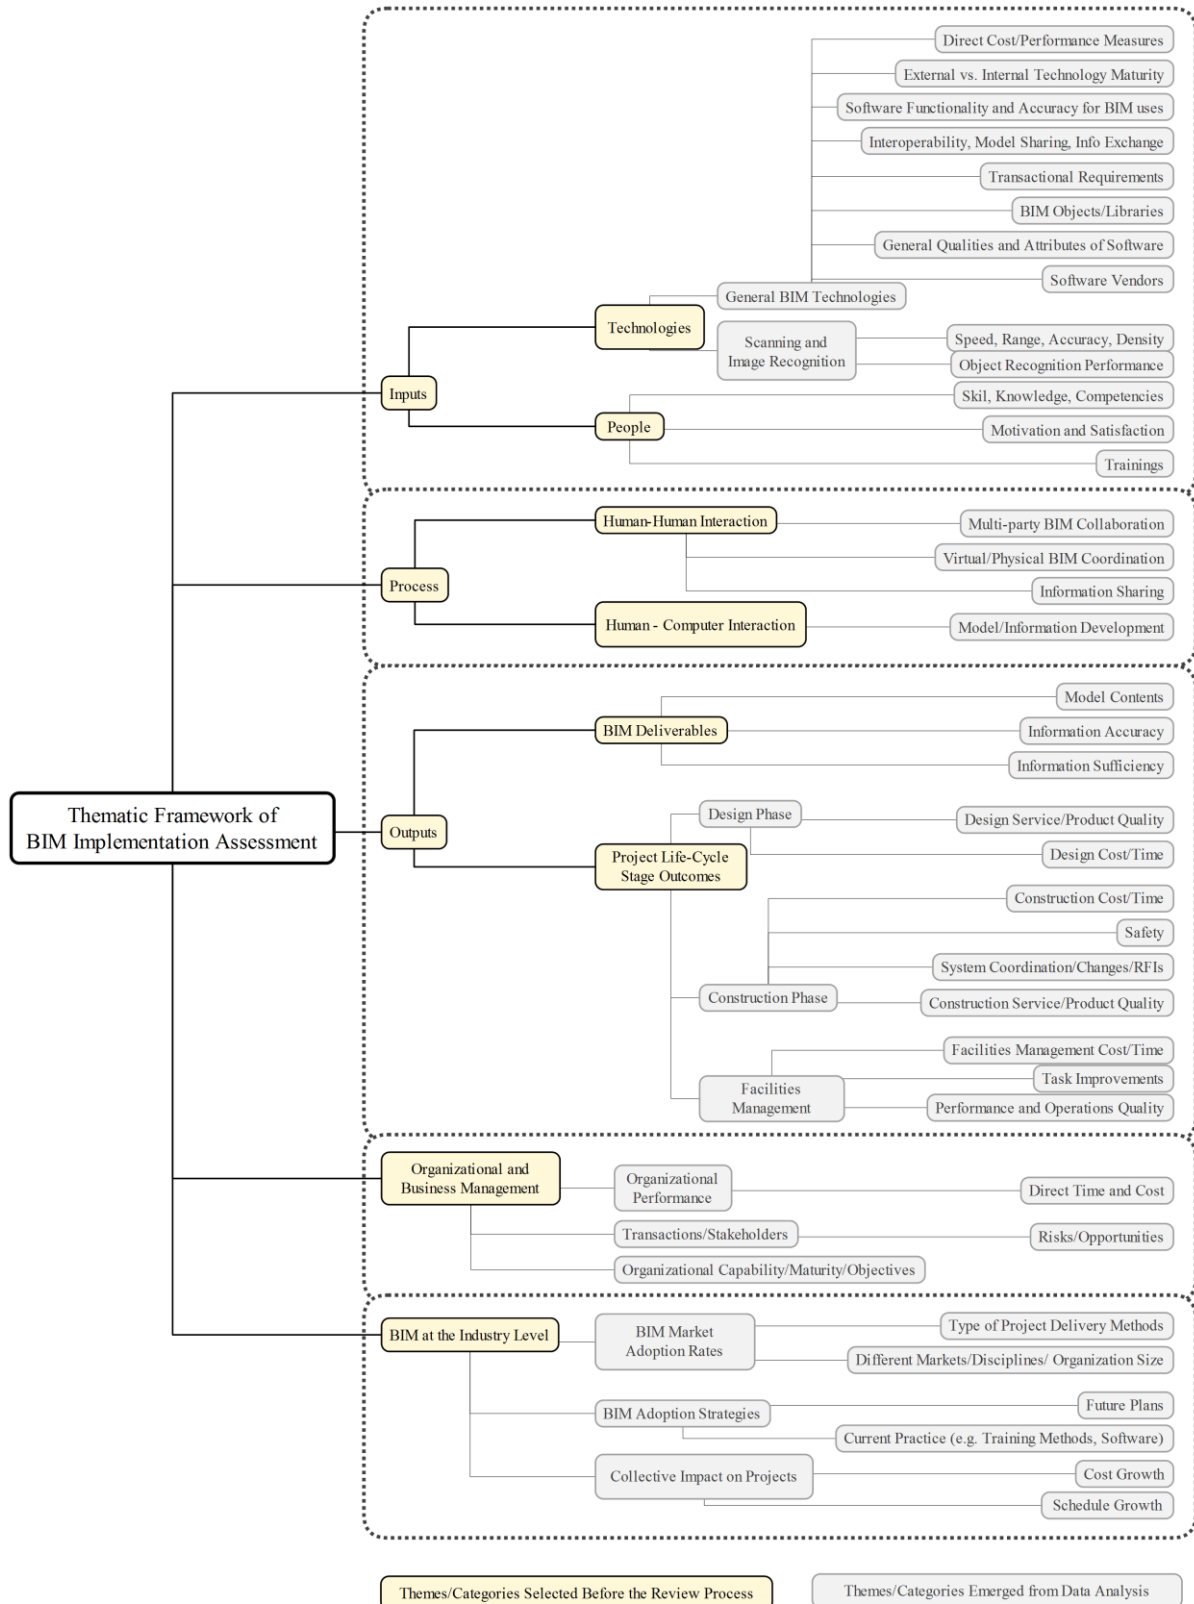 Direct Cost/Performance Measures
External vs. Internal Technology Maturity
Software Functionality and Accuracy for BIM uses
Interoperability, Model Sharing, Info Exchange
Transactional Requirements
BIM Objects/Libraries
General Qualities and Attributes of Software
Software Vendors
General BIM Technologies
Technologies
Scanning and
Image Recognition
Speed, Range, Accuracy, Density
Object Recognition Performance
Inputs
Skil, Knowledge, Competencies
People
Motivation and Satisfaction
Trainings
Human-Human Interaction
Multi-party BIM Collaboration
Virtual/Physical BIM Coordination
Process
Information Sharing
Human - Computer Interaction
Model/Information Development
Model Contents
BIM Deliverables
Information Accuracy
Information Sufficiency
Thematic Framework of
BIM Implementation Assessment
Outputs
Design Phase
Design Service/Product Quality
Design Cost/Time
Project Life-Cycle
Stage Outcomes
Construction Cost/Time
Safety
System Coordination/Changes/RFIs
Construction Phase
Construction Service/Product Quality
Facilities Management Cost/Time
Task Improvements
Facilities
Management
Performance and Operations Quality
Organizational and
Business Management
Organizational
Performance
Direct Time and Cost
Transactions/Stakeholders
Risks/Opportunities
Organizational Capability/Maturity/Objectives
BIM at the Industry Level
BIM Market
Adoption Rates
Type of Project Delivery Methods
Different Markets/Disciplines/ Organization Size
BIM Adoption Strategies
Future Plans
Current Practice (e.g. Training Methods, Software)
Collective Impact on Projects
Cost Growth
Schedule Growth
Themes/Categories Selected Before the Review Process
Themes/Categories Emerged from Data Analysis